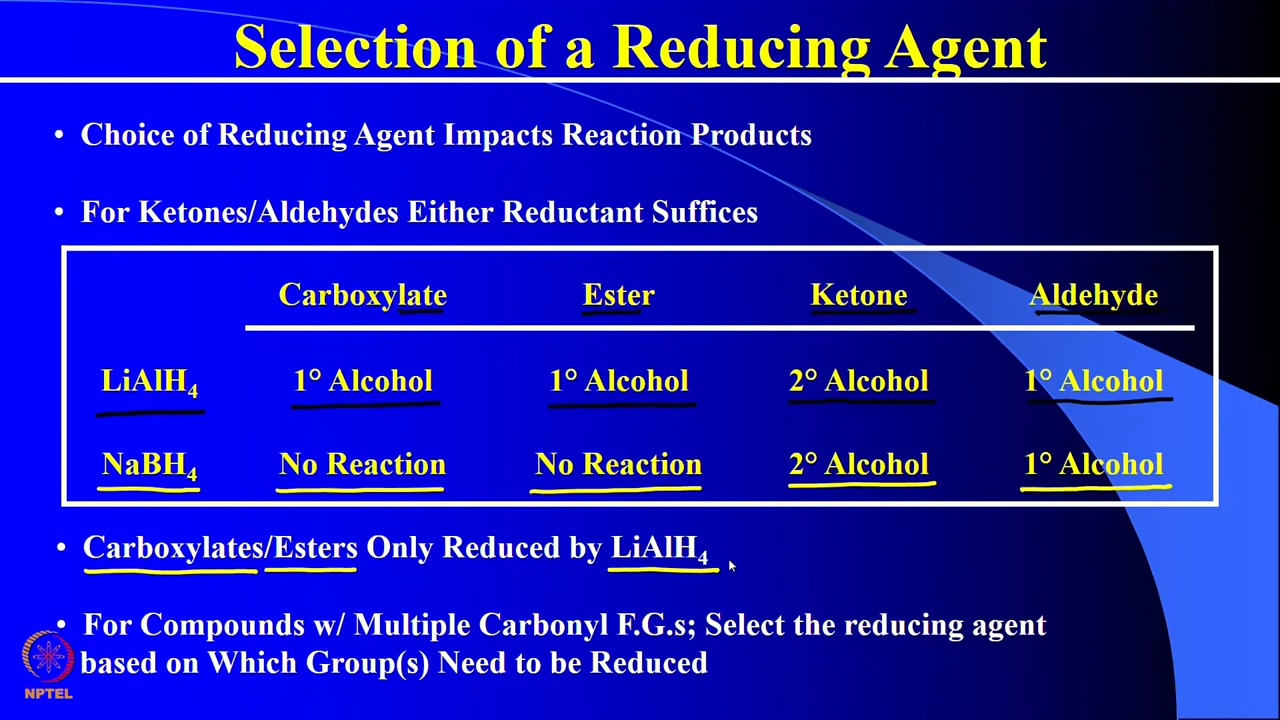 Selection of a Reducing Agent
• Choice of Reducing Agent Impacts Reaction Products
• For Ketones/Aldehydes Either Reductant Suffices
Carboxylate Ester Ketone Aldehyde
LiAlH₄ 1° Alcohol 1° Alcohol 2° Alcohol 1° Alcohol
NaBH₄ No Reaction No Reaction 2° Alcohol 1° Alcohol
• Carboxylates/Esters Only Reduced by LiAlH₄
• For Compounds w/ Multiple Carbonyl F.G.s; Select the reducing agent
based on Which Group(s) Need to be Reduced
NPTEL